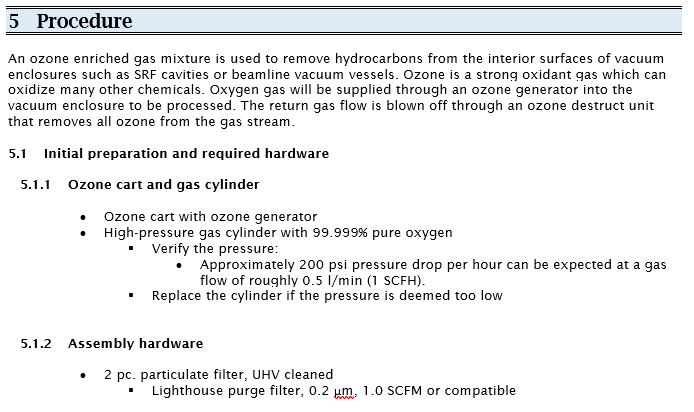 5 Procedure
An ozone enriched gas mixture is used to remove hydrocarbons from the interior surfaces of vacuum
enclosures such as SRF cavities or beamline vacuum vessels. Ozone is a strong oxidant gas which can
oxidize many other chemicals. Oxygen gas will be supplied through an ozone generator into the
vacuum enclosure to be processed. The return gas flow is blown off through an ozone destruct unit
that removes all ozone from the gas stream.
5.1 Initial preparation and required hardware
5.1.1 Ozone cart and gas cylinder
• Ozone cart with ozone generator
• High-pressure gas cylinder with 99.999% pure oxygen
▪ Verify the pressure:
• Approximately 200 psi pressure drop per hour can be expected at a gas
flow of roughly 0.5 l/min (1 SCFH).
▪ Replace the cylinder if the pressure is deemed too low
5.1.2 Assembly hardware
• 2 pc. particulate filter, UHV cleaned
▪ Lighthouse purge filter, 0.2 µm, 1.0 SCFM or compatible